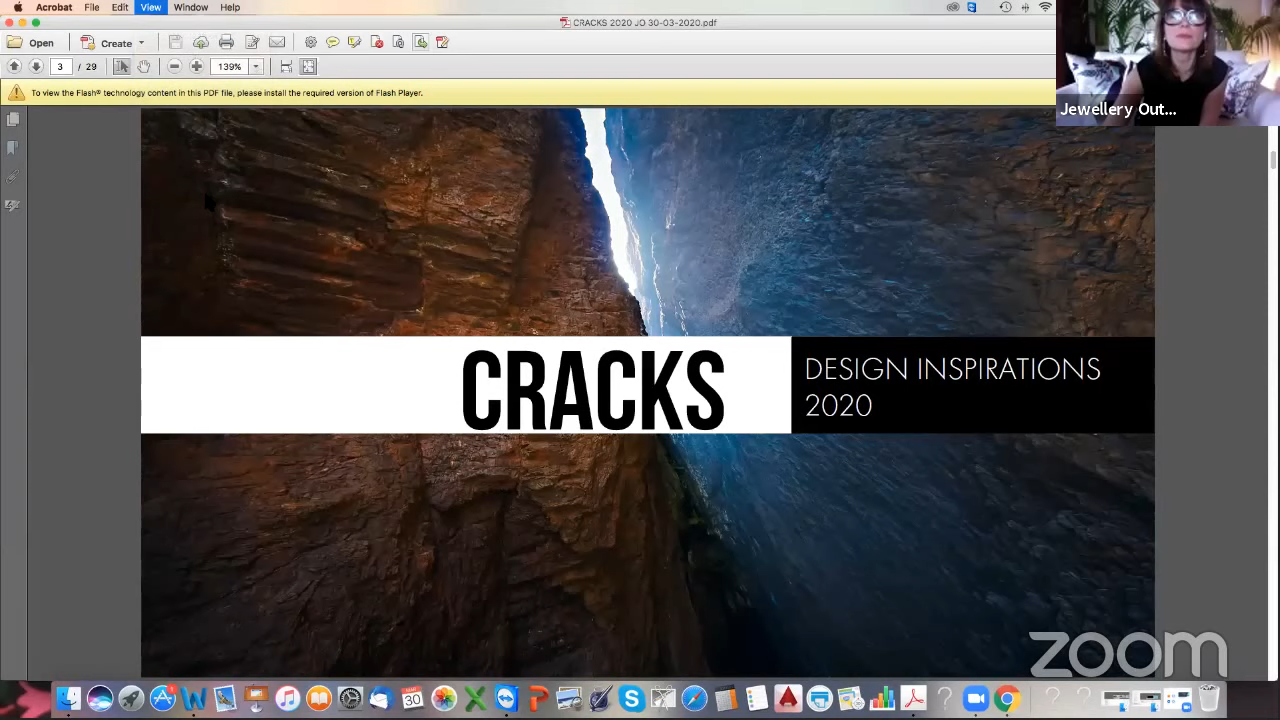 Acrobat File Edit View Window Help
CRACKS 2020 JO 30-03-2020.pdf
Open Create
3 / 29 139%
To view the Flash® technology content in this PDF file, please install the required version of Flash Player.
Jewellery Out...
CRACKS
DESIGN INSPIRATIONS
2020
zoom
30